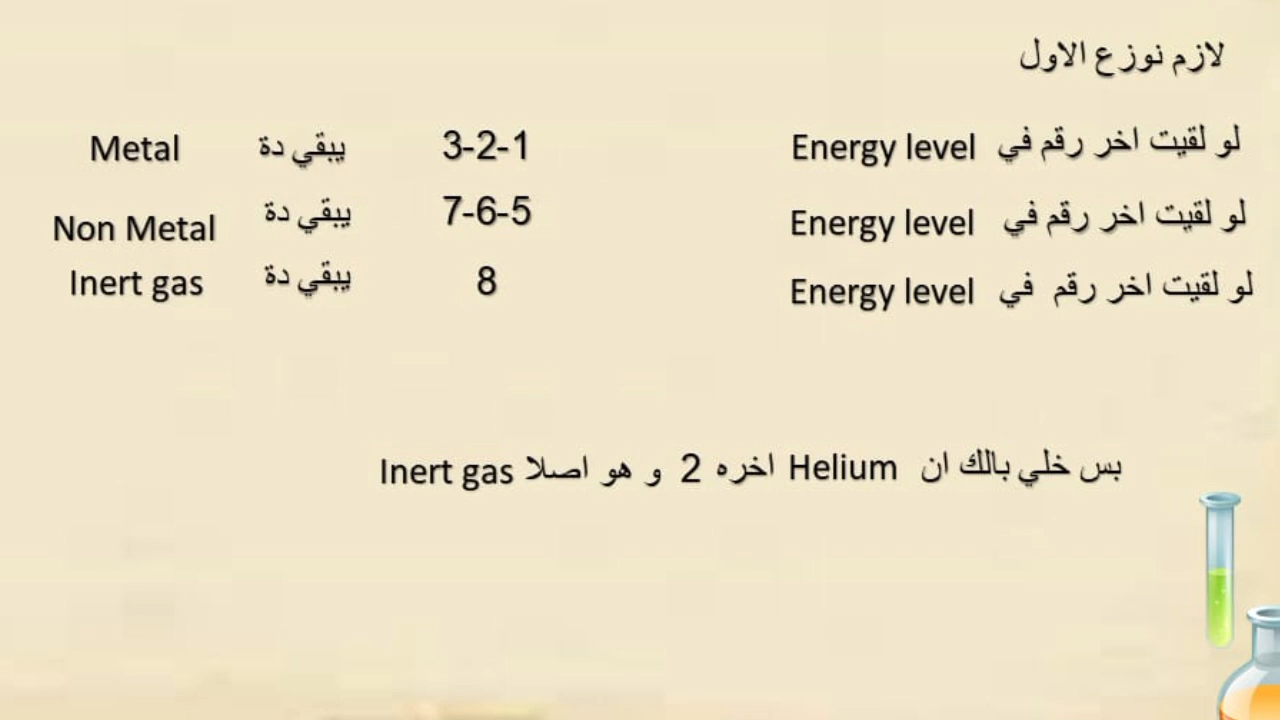 لازم نوزع الاول
لو لقيت اخر رقم في Energy level 3-2-1 يبقي دة Metal
لو لقيت اخر رقم في Energy level 7-6-5 يبقي دة Non Metal
لو لقيت اخر رقم في Energy level 8 يبقي دة Inert gas
بس خلي بالك ان Helium اخره 2 و هو اصلا Inert gas